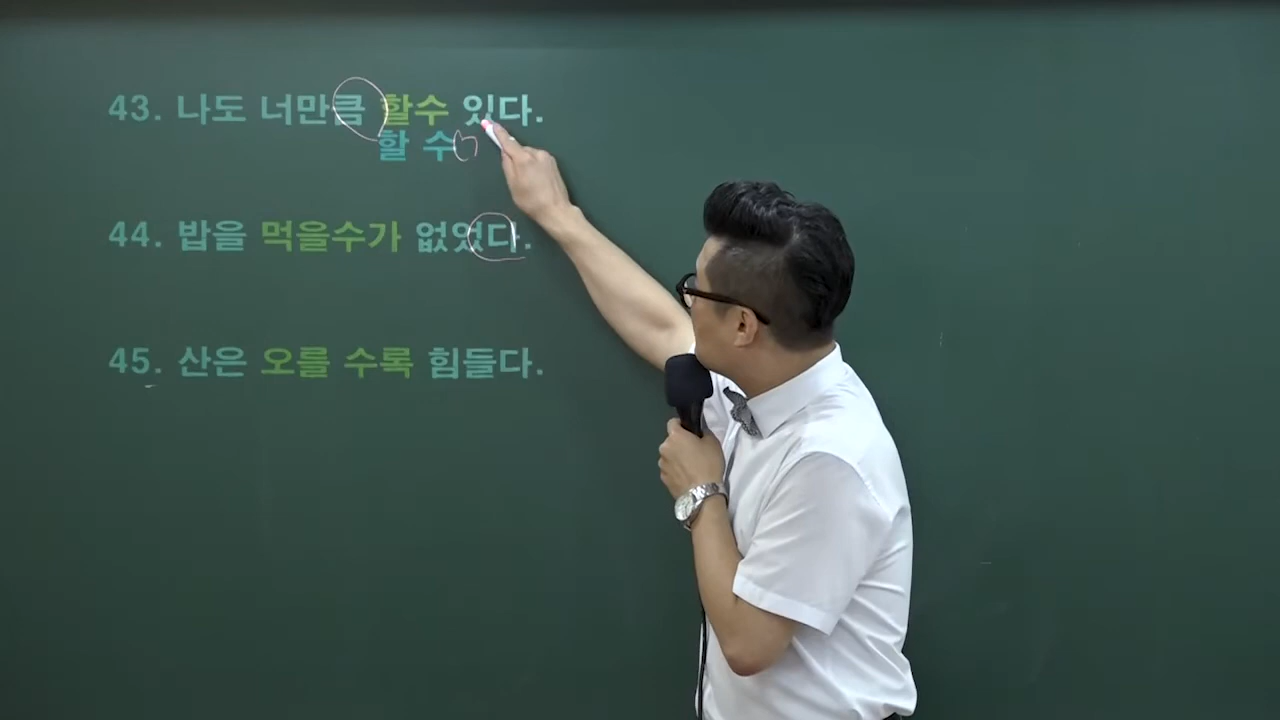 43. 나도 너만큼 할수 있다.
할 수
44. 밥을 먹을수가 없었다.
45. 산은 오를 수록 힘들다.